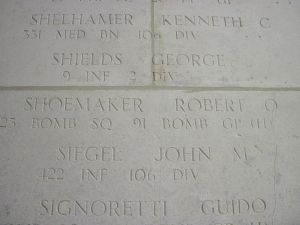 SHELHAMER KENNETH C
331 MED BN 106 DIV
SHIELDS GEORGE
9 INF 2 DIV
SHOEMAKER ROBERT O
BOMB SQ 91 BOMB GP (H)
SIEGEL JOHN M
422 INF 106 DIV
SIGNORETTI GUIDO